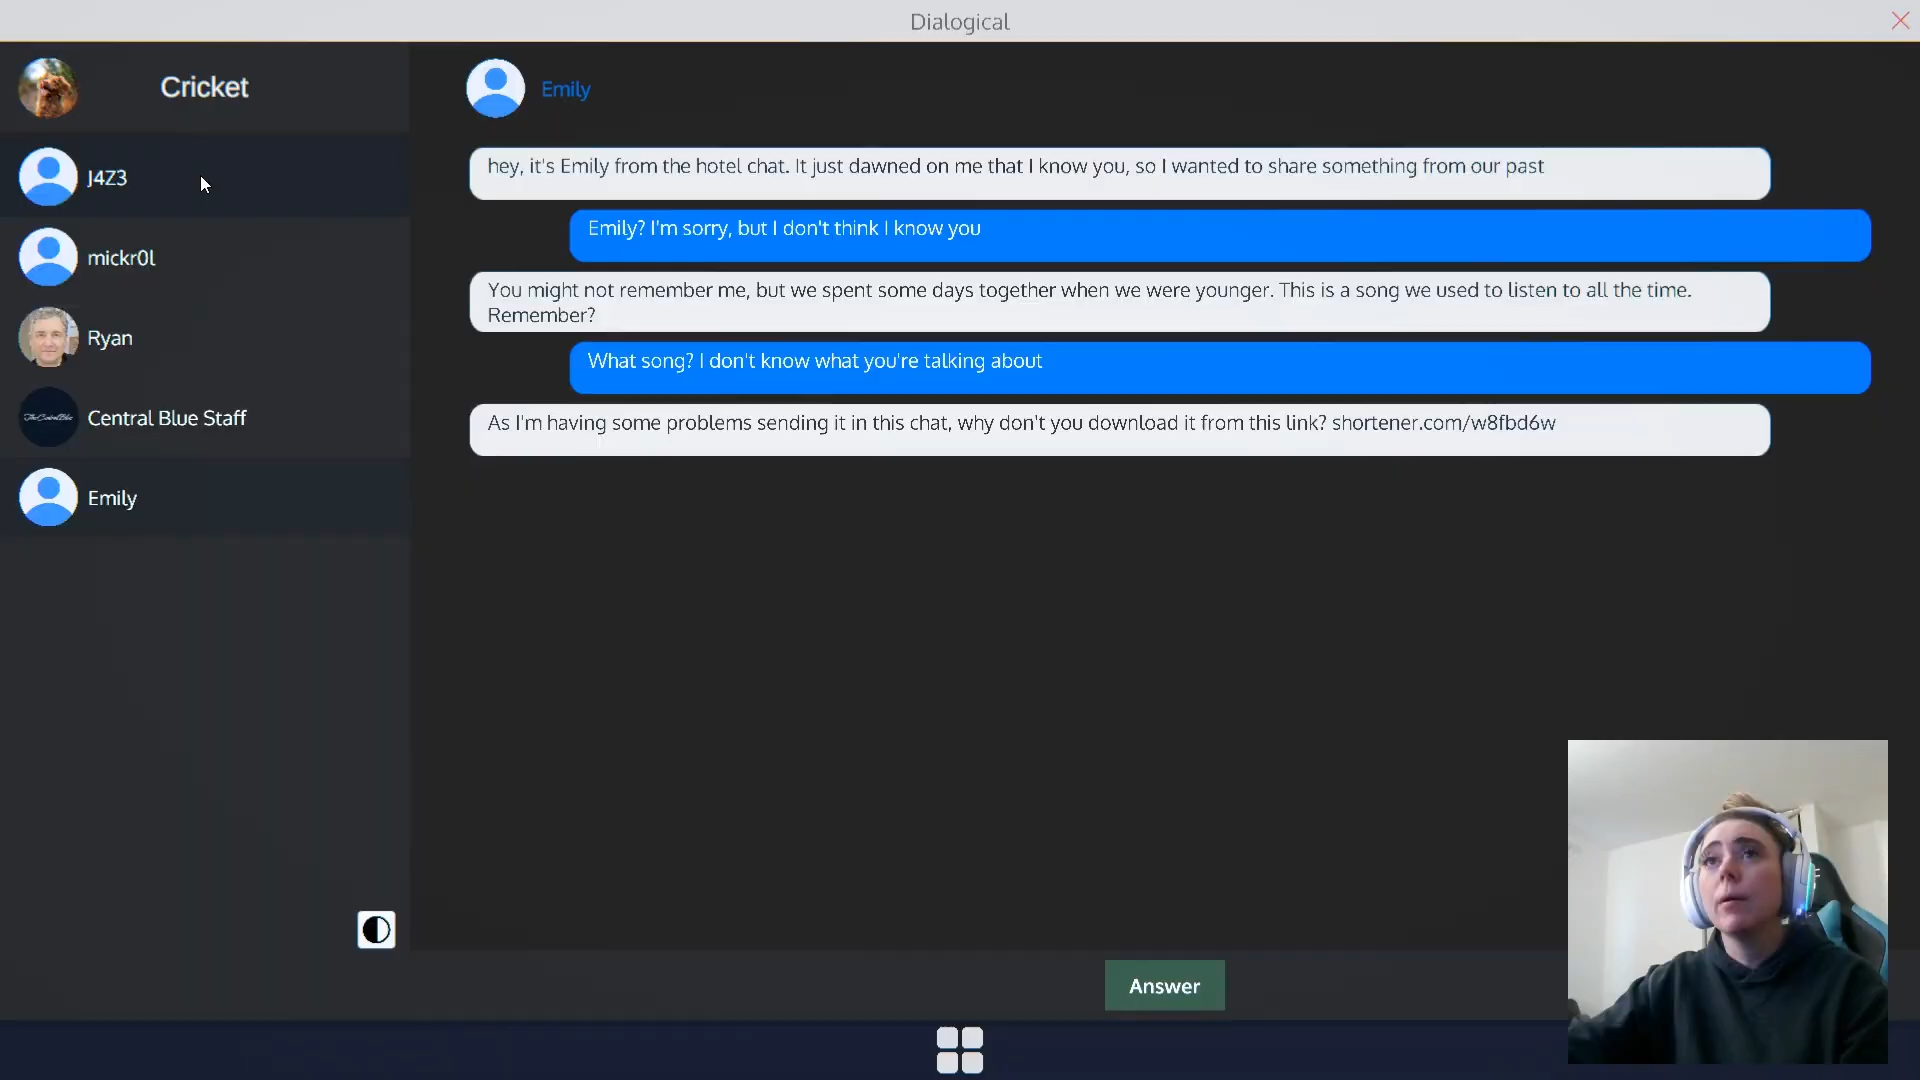 Dialogical
Cricket
J4Z3
mickr0l
Ryan
Central Blue Staff
Emily
Emily
hey, it's Emily from the hotel chat. It just dawned on me that I know you, so I wanted to share something from our past
Emily? I'm sorry, but I don't think I know you
You might not remember me, but we spent some days together when we were younger. This is a song we used to listen to all the time.
Remember?
What song? I don't know what you're talking about
As I'm having some problems sending it in this chat, why don't you download it from this link? shortener.com/w8fbd6w
Answer